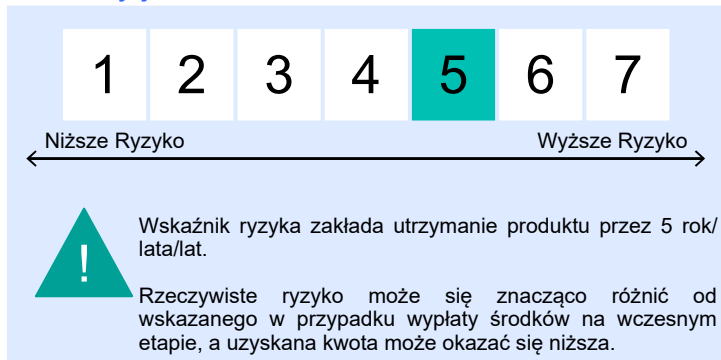 1 2 3 4 5 6 7
Niższe Ryzyko Wyższe Ryzyko
!
Wskaźnik ryzyka zakłada utrzymanie produktu przez 5 rok/
lata/lat.
Rzeczywiste ryzyko może się znacząco różnić od
wskazanego w przypadku wypłaty środków na wczesnym
etapie, a uzyskana kwota może okazać się niższa.